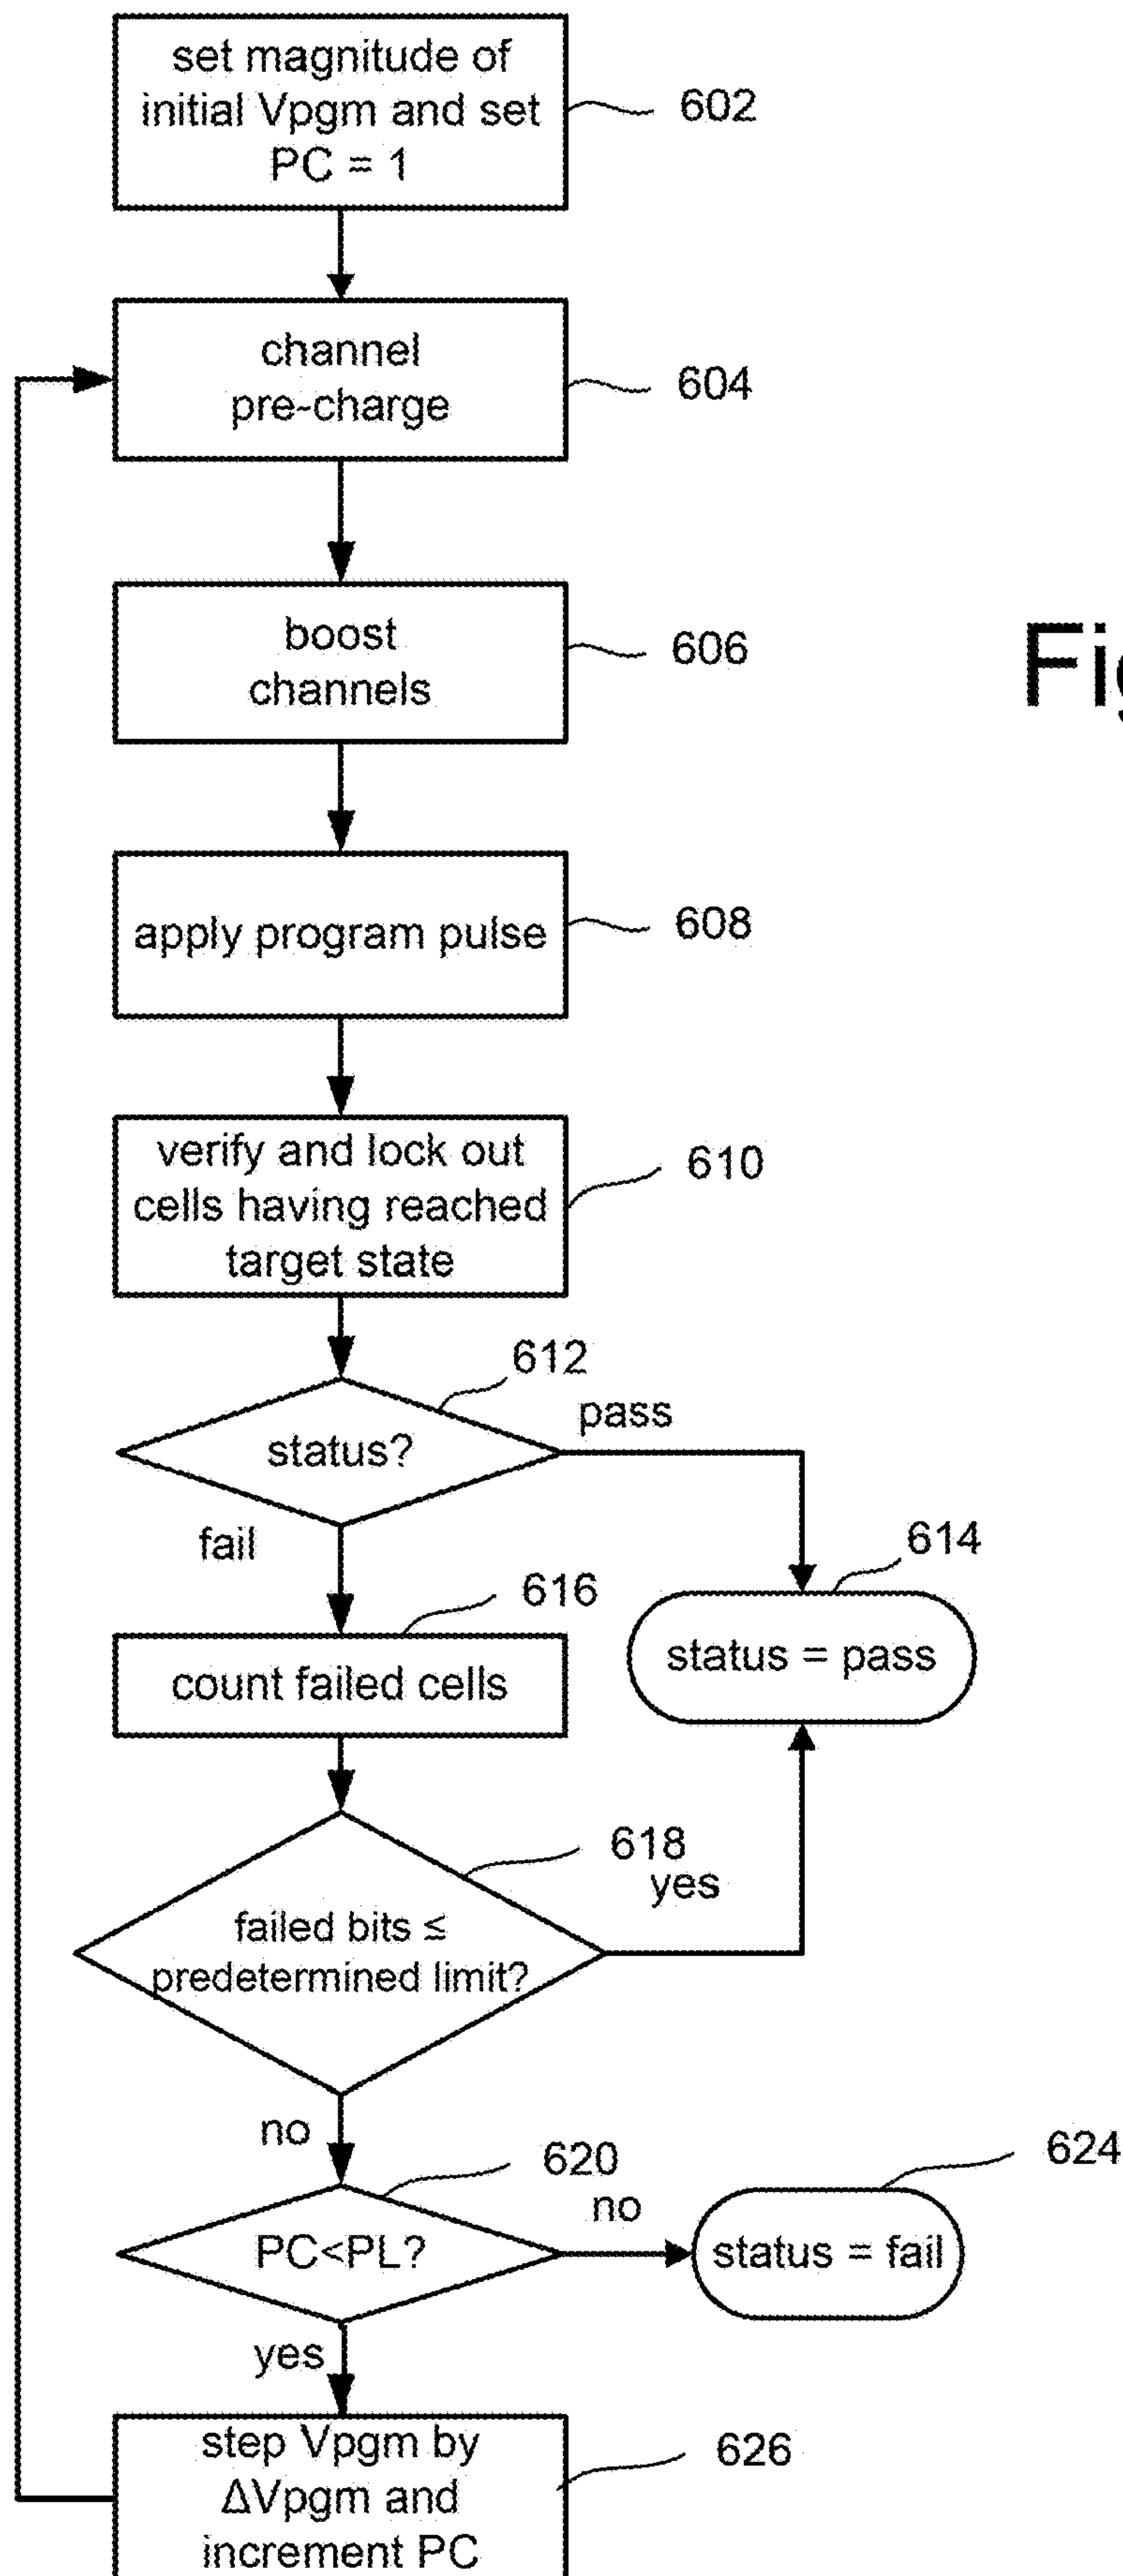 set magnitude of
initial Vpgm and set
PC = 1
602
channel
pre-charge
604
boost
channels
606
Fig
apply program pulse
608
verify and lock out
cells having reached
target state
610
612
status?
pass
fail
614
status = pass
616
count failed cells
618
yes
failed bits ≤
predetermined limit?
no
620
no
624
PC<PL?
status = fail
yes
step Vpgm by
ΔVpgm and
increment PC
626